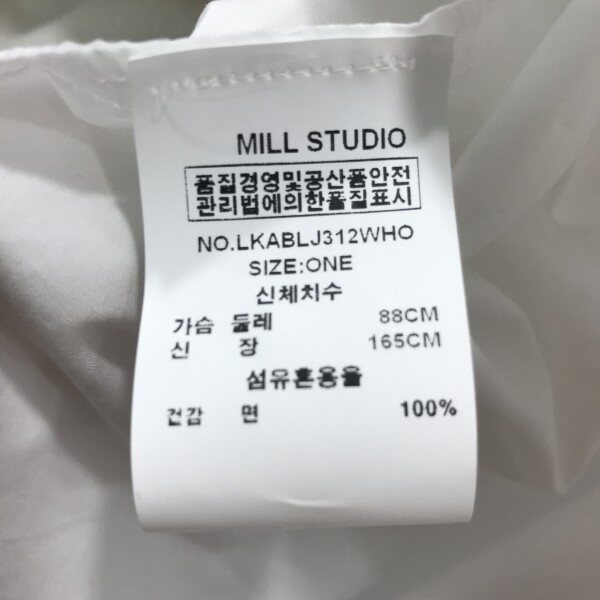 MILL STUDIO
품질경영및공산품안전
관리법에의한품질표시
NO.LKABLJ312WHO
SIZE:ONE
신체치수
가슴 둘레 88CM
신 장 165CM
섬유혼용율
건감 면 100%